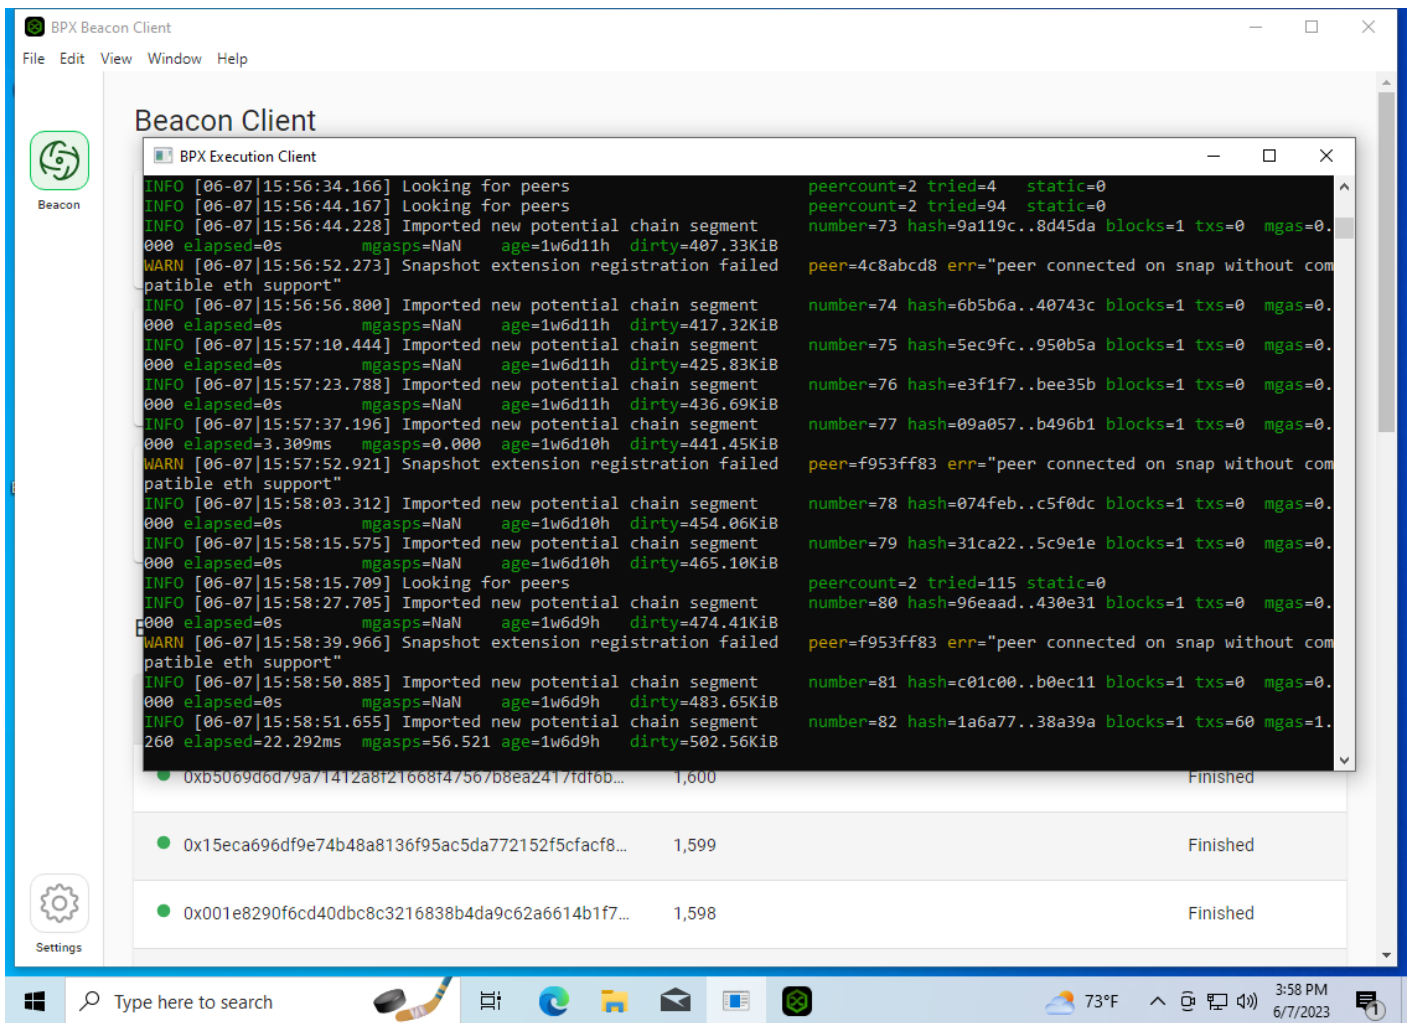 BPX Beacon Client
File Edit View Window Help
Beacon Client
Beacon
BPX Execution Client
INFO [06-07|15:56:34.166] Looking for peers peercount=2 tried=4 static=0
INFO [06-07|15:56:44.167] Looking for peers peercount=2 tried=94 static=0
INFO [06-07|15:56:44.228] Imported new potential chain segment number=73 hash=9a119c..8d45da blocks=1 txs=0 mgas=0.
000 elapsed=0s mgasps=NaN age=1w6d11h dirty=407.33KiB
WARN [06-07|15:56:52.273] Snapshot extension registration failed peer=4c8abcd8 err="peer connected on snap without com
patible eth support"
INFO [06-07|15:56:56.800] Imported new potential chain segment number=74 hash=6b5b6a..40743c blocks=1 txs=0 mgas=0.
000 elapsed=0s mgasps=NaN age=1w6d11h dirty=417.32KiB
INFO [06-07|15:57:10.444] Imported new potential chain segment number=75 hash=5ec9fc..950b5a blocks=1 txs=0 mgas=0.
000 elapsed=0s mgasps=NaN age=1w6d11h dirty=425.83KiB
INFO [06-07|15:57:23.788] Imported new potential chain segment number=76 hash=e3f1f7..bee35b blocks=1 txs=0 mgas=0.
000 elapsed=0s mgasps=NaN age=1w6d11h dirty=436.69KiB
INFO [06-07|15:57:37.196] Imported new potential chain segment number=77 hash=09a057..b496b1 blocks=1 txs=0 mgas=0.
000 elapsed=3.309ms mgasps=0.000 age=1w6d10h dirty=441.45KiB
WARN [06-07|15:57:52.921] Snapshot extension registration failed peer=f953ff83 err="peer connected on snap without com
patible eth support"
INFO [06-07|15:58:03.312] Imported new potential chain segment number=78 hash=074feb..c5f0dc blocks=1 txs=0 mgas=0.
000 elapsed=0s mgasps=NaN age=1w6d10h dirty=454.06KiB
INFO [06-07|15:58:15.575] Imported new potential chain segment number=79 hash=31ca22..5c9e1e blocks=1 txs=0 mgas=0.
000 elapsed=0s mgasps=NaN age=1w6d10h dirty=465.10KiB
INFO [06-07|15:58:15.709] Looking for peers peercount=2 tried=115 static=0
INFO [06-07|15:58:27.705] Imported new potential chain segment number=80 hash=96eaad..430e31 blocks=1 txs=0 mgas=0.
000 elapsed=0s mgasps=NaN age=1w6d9h dirty=474.41KiB
WARN [06-07|15:58:39.966] Snapshot extension registration failed peer=f953ff83 err="peer connected on snap without com
patible eth support"
INFO [06-07|15:58:50.885] Imported new potential chain segment number=81 hash=c01c00..b0ec11 blocks=1 txs=0 mgas=0.
000 elapsed=0s mgasps=NaN age=1w6d9h dirty=483.65KiB
INFO [06-07|15:58:51.655] Imported new potential chain segment number=82 hash=1a6a77..38a39a blocks=1 txs=60 mgas=1.
260 elapsed=22.292ms mgasps=56.521 age=1w6d9h dirty=502.56KiB
0xb5069d6d79a71412a8f21668f47567b8ea2417fdf6b... 1,600 Finished
0x15eca696df9e74b48a8136f95ac5da772152f5cfacf8... 1,599 Finished
0x001e8290f6cd40dbc8c3216838b4da9c62a6614b1f7... 1,598 Finished
Settings
Type here to search 73°F 3:58 PM
6/7/2023
1